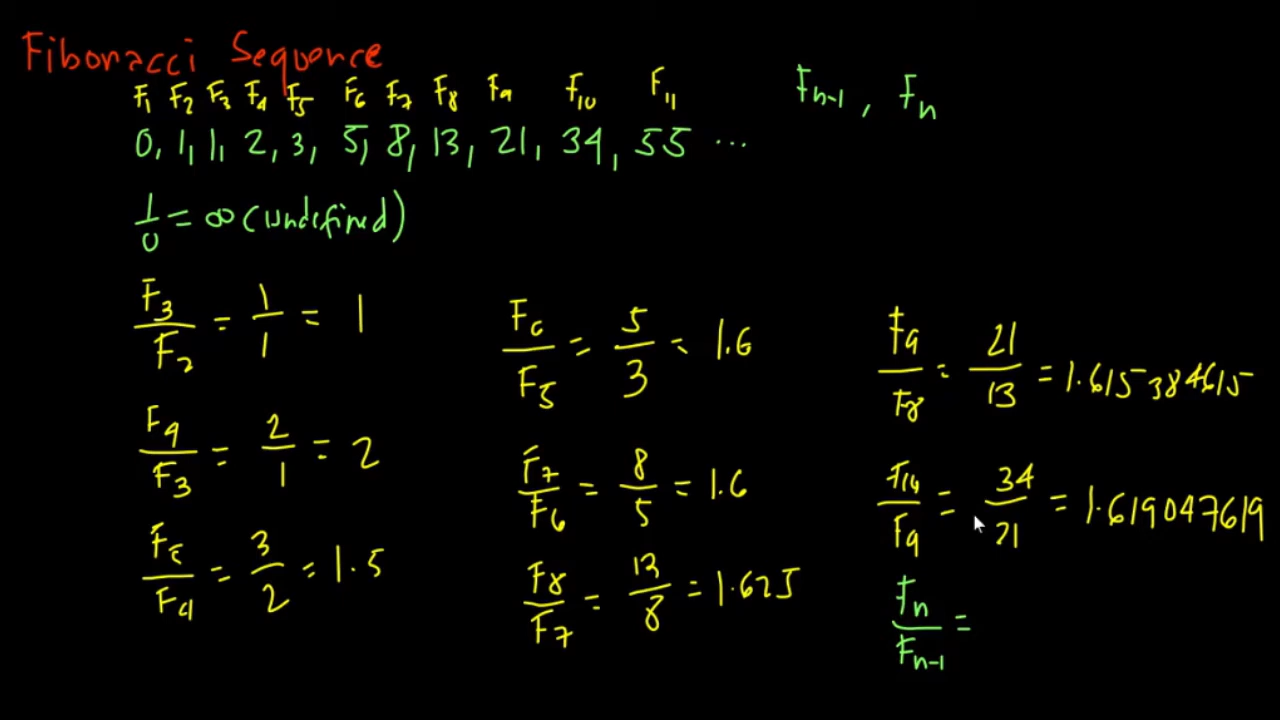 Fibonacci Sequence
F1 F2 F3 F4 F5 F6 F7 F8 F9 F10 F11
Fn-1, Fn
0, 1, 1, 2, 3, 5, 8, 13, 21, 34, 55 ...
1/0 = ∞ (undefined)
F3/F2 = 1/1 = 1
F4/F3 = 2/1 = 2
F5/F4 = 3/2 = 1.5
F6/F5 = 5/3 = 1.6
F7/F6 = 8/5 = 1.6
F8/F7 = 13/8 = 1.625
F9/F8 = 21/13 = 1.615384615
F10/F9 = 34/21 = 1.619047619
Fn/Fn-1 =